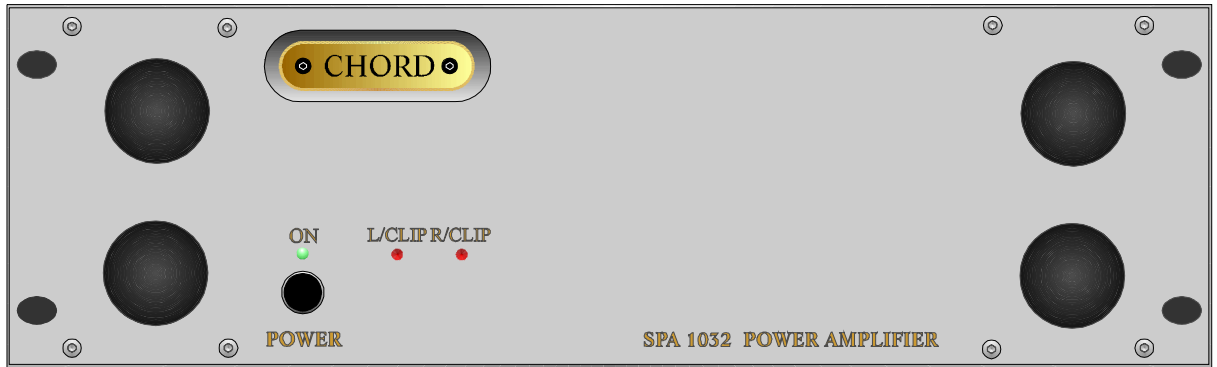 CHORD
ON
L/CLIP R/CLIP
POWER
SPA 1032 POWER AMPLIFIER